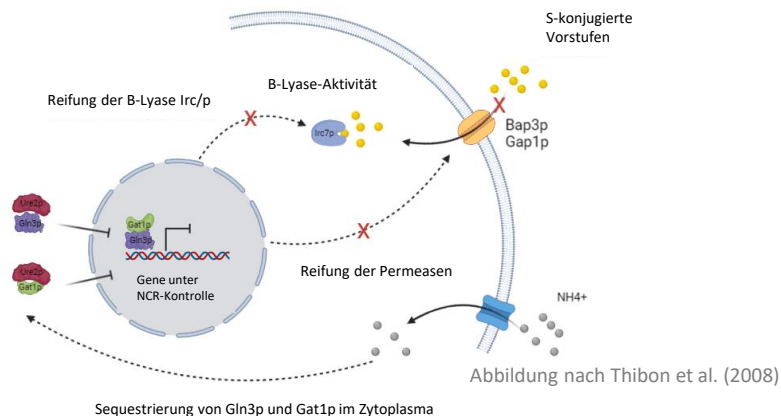 S-konjugierte
Vorstufen
B-Lyase-Aktivität
Reifung der B-Lyase Irc/p
Irc7p
Bap3p
Gap1p
Ure2p
Gln3p
Gat1p
Gln3p
Ure2p
Gat1p
Gene unter
NCR-Kontrolle
Reifung der Permeasen
NH4+
Abbildung nach Thibon et al. (2008)
Sequestrierung von Gln3p und Gat1p im Zytoplasma